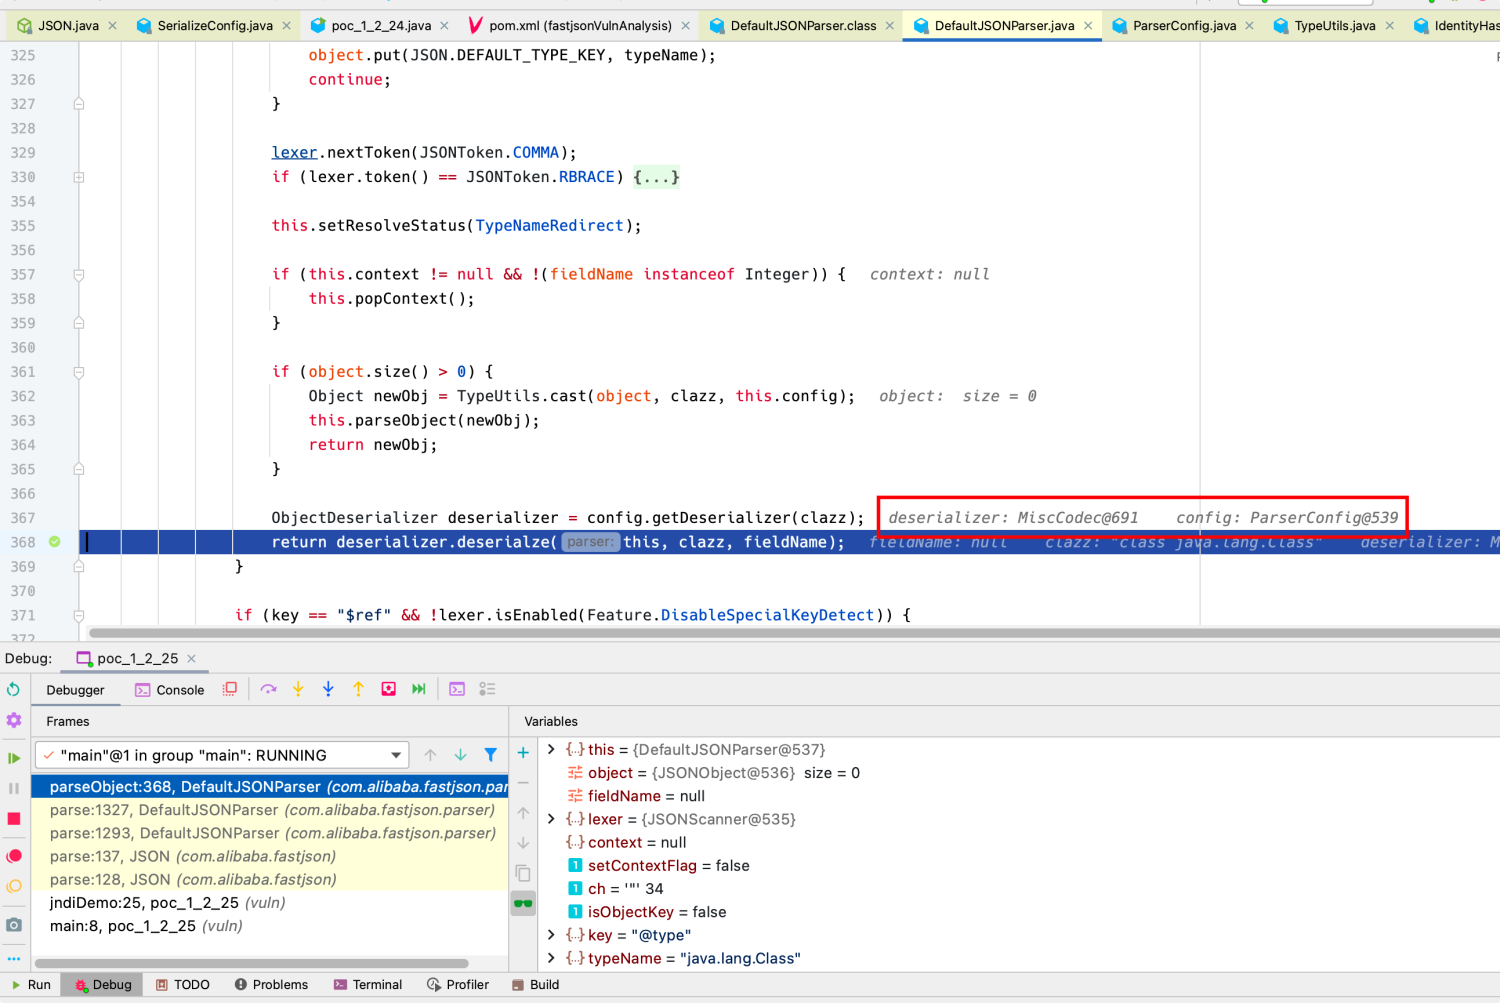 JSON.java
SerializeConfig.java
poc_1_2_24.java
pom.xml (fastjsonVulnAnalysis)
DefaultJSONParser.class
DefaultJSONParser.java
ParserConfig.java
TypeUtils.java
IdentityHas
325 object.put(JSON.DEFAULT_TYPE_KEY, typeName);
326 continue;
327 }
328
329 lexer.nextToken(JSONToken.COMMA);
330 if (lexer.token() == JSONToken.RBRACE) {...}
354
355 this.setResolveStatus(TypeNameRedirect);
356
357 if (this.context != null && !(fieldName instanceof Integer)) { context: null
358 this.popContext();
359 }
360
361 if (object.size() > 0) {
362 Object newObj = TypeUtils.cast(object, clazz, this.config); object: size = 0
363 this.parseObject(newObj);
364 return newObj;
365 }
366
367 ObjectDeserializer deserializer = config.getDeserializer(clazz); deserializer: MiscCodec@691 config: ParserConfig@539
368 return deserializer.deserialze( parser: this, clazz, fieldName); fieldName: null clazz: "class java.lang.Class" deserializer: M
369 }
370
371 if (key == "$ref" && !lexer.isEnabled(Feature.DisableSpecialKeyDetect)) {
372
Debug: poc_1_2_25
Debugger Console
Frames
Variables
"main"@1 in group "main": RUNNING
parseObject:368, DefaultJSONParser (com.alibaba.fastjson.par
parse:1327, DefaultJSONParser (com.alibaba.fastjson.parser)
parse:1293, DefaultJSONParser (com.alibaba.fastjson.parser)
parse:137, JSON (com.alibaba.fastjson)
parse:128, JSON (com.alibaba.fastjson)
jndiDemo:25, poc_1_2_25 (vuln)
main:8, poc_1_2_25 (vuln)
this = {DefaultJSONParser@537}
object = {JSONObject@536} size = 0
fieldName = null
lexer = {JSONScanner@535}
context = null
setContextFlag = false
ch = '"' 34
isObjectKey = false
key = "@type"
typeName = "java.lang.Class"
Run Debug TODO Problems Terminal Profiler Build